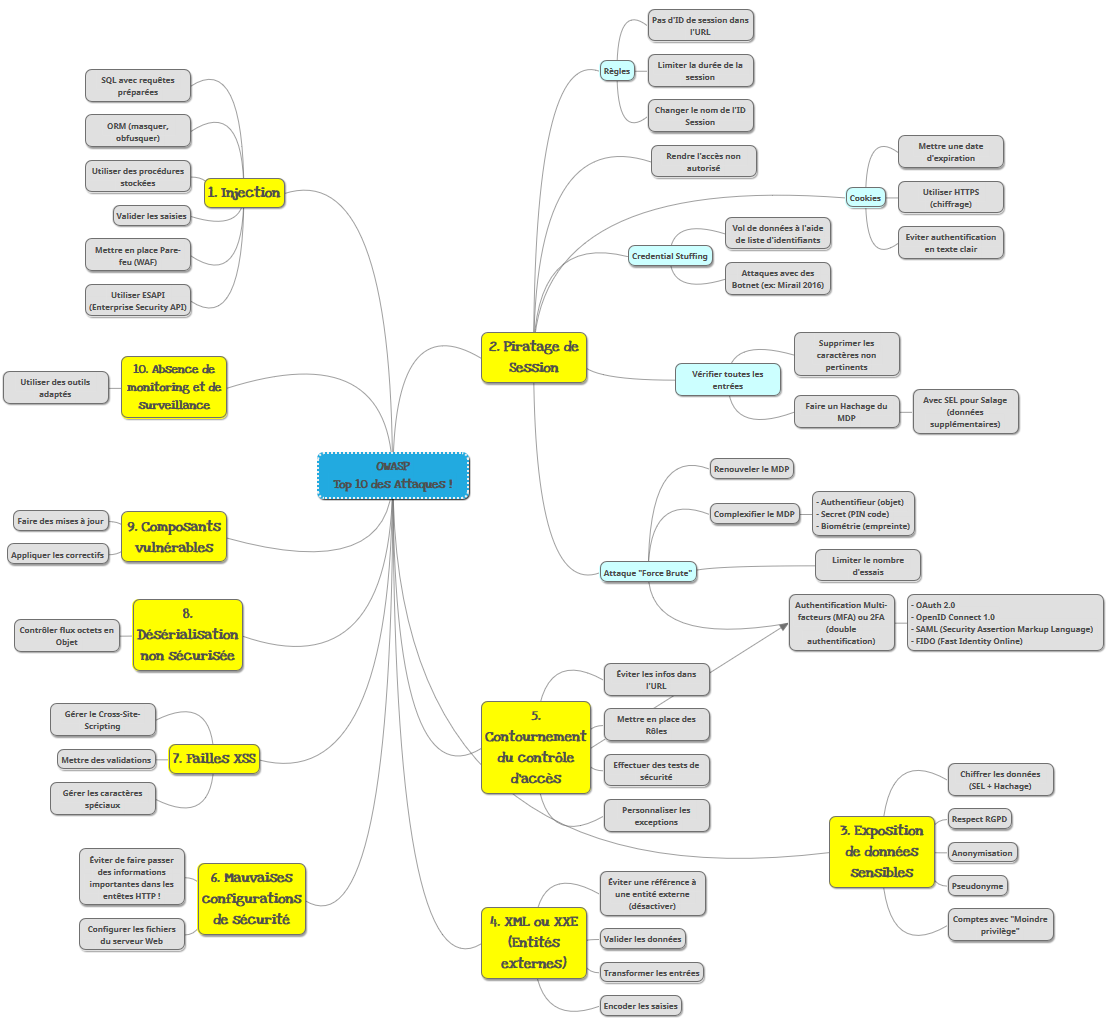 OWASP
Top 10 des Attaques !
1. Injection
SQL avec requêtes
préparées
ORM (masquer,
obfusquer)
Utiliser des procédures
stockées
Valider les saisies
Mettre en place Pare-
feu (WAF)
Utiliser ESAPI
(Enterprise Security API)
2. Piratage de
Session
Règles
Pas d'ID de session dans
l'URL
Limiter la durée de la
session
Changer le nom de l'ID
Session
Rendre l'accès non
autorisé
Cookies
Mettre une date
d'expiration
Utiliser HTTPS
(chiffrage)
Eviter authentification
en texte clair
Credential Stuffing
Vol de données à l'aide
de liste d'identifiants
Attaques avec des
Botnet (ex: Mirail 2016)
Vérifier toutes les
entrées
Supprimer les
caractères non
pertinents
Faire un Hachage du
MDP
Avec SEL pour Salage
(données
supplémentaires)
Attaque "Force Brute"
Renouveler le MDP
Complexifier le MDP
- Authentifieur (objet)
- Secret (PIN code)
- Biométrie (empreinte)
Limiter le nombre
d'essais
Authentification Multi-
facteurs (MFA) ou 2FA
(double
authentification)
- OAuth 2.0
- OpenID Connect 1.0
- SAML (Security Assertion Markup Language)
- FIDO (Fast Identity Online)
3. Exposition
de données
sensibles
Chiffrer les données
(SEL + Hachage)
Respect RGPD
Anonymisation
Pseudonyme
Comptes avec "Moindre
privilège"
4. XML ou XXE
(Entités
externes)
Éviter une référence à
une entité externe
(désactiver)
Valider les données
Transformer les entrées
Encoder les saisies
5.
Contournement
du contrôle
d'accès
Éviter les infos dans
l'URL
Mettre en place des
Rôles
Effectuer des tests de
sécurité
Personnaliser les
exceptions
6. Mauvaises
configurations
de sécurité
Éviter de faire passer
des informations
importantes dans les
entêtes HTTP !
Configurer les fichiers
du serveur Web
7. Failles XSS
Gérer le Cross-Site-
Scripting
Mettre des validations
Gérer les caractères
spéciaux
8.
Désérialisation
non sécurisée
Contrôler flux octets en
Objet
9. Composants
vulnérables
Faire des mises à jour
Appliquer les correctifs
10. Absence de
monitoring et de
surveillance
Utiliser des outils
adaptés